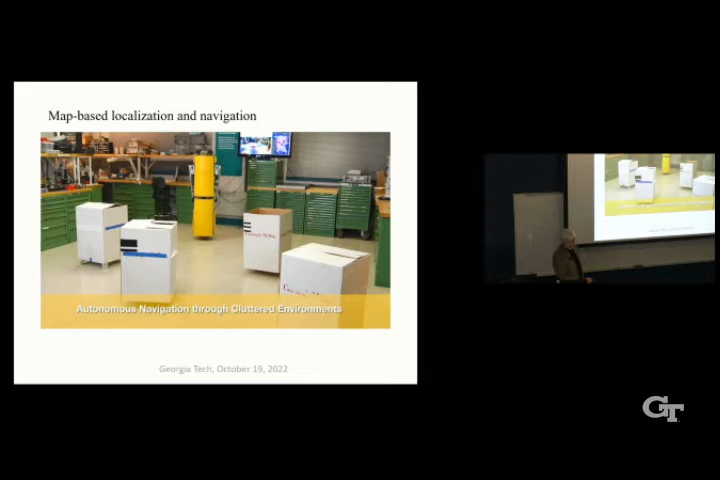 Map-based localization and navigation
Autonomous Navigation through Cluttered Environments
Georgia Tech, October 19, 2022
GT